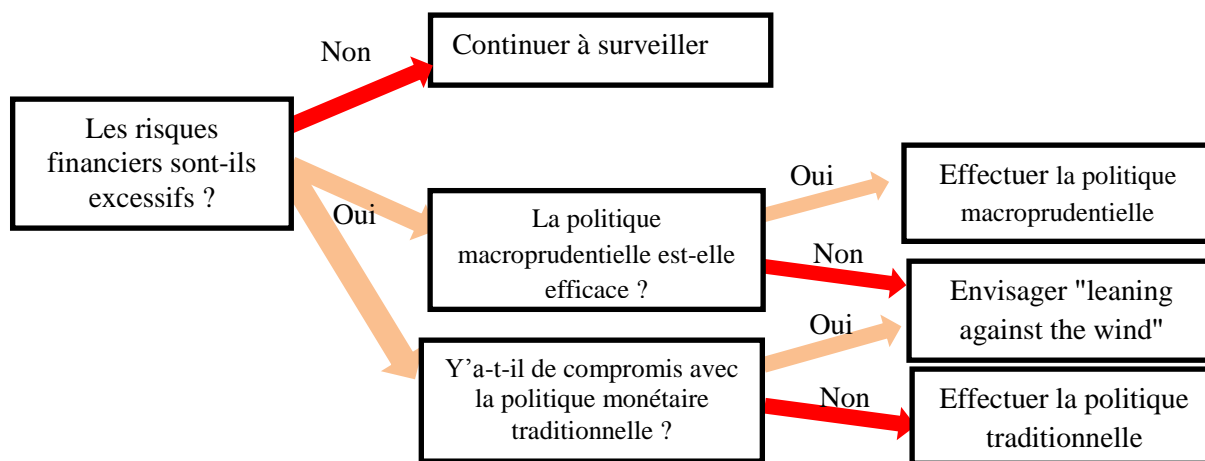 Non
Continuer à surveiller
Les risques
financiers sont-ils
excessifs ?
Oui
La politique
macroprudentielle est-elle
efficace ?
Oui
Effectuer la politique
macroprudentielle
Non
Envisager "leaning
against the wind"
Y'a-t-il de compromis avec
la politique monétaire
traditionnelle ?
Oui
Non
Effectuer la politique
traditionnelle